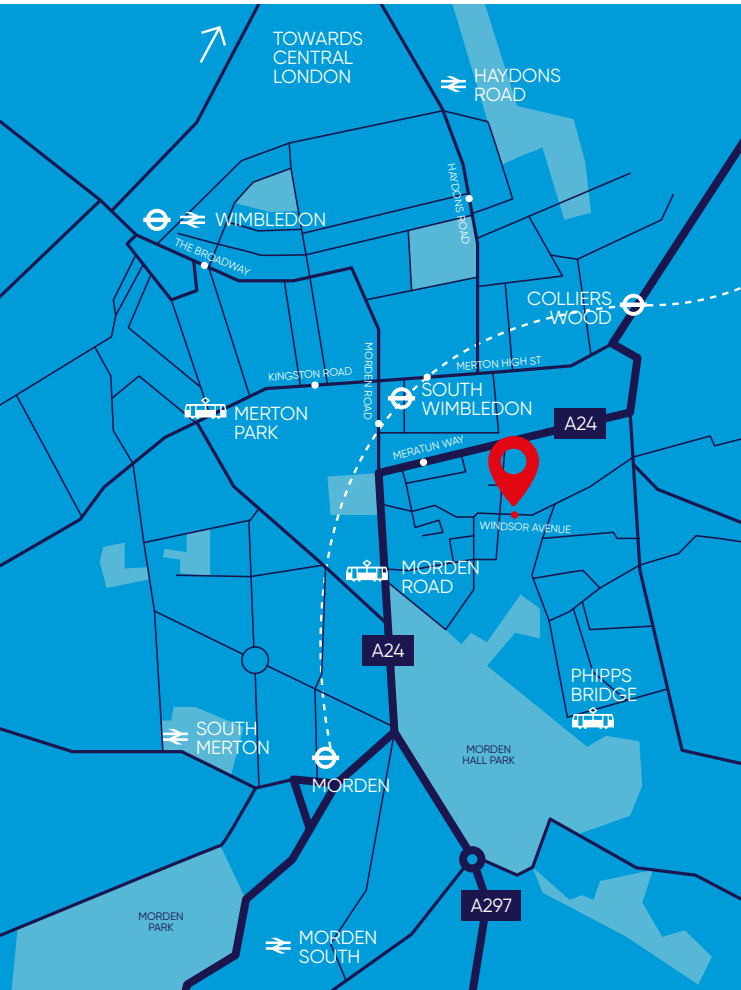 TOWARDS
CENTRAL
LONDON
HAYDONS
ROAD
HAYDONS ROAD
WIMBLEDON
THE BROADWAY
COLLIERS
WOOD
MERTON HIGH ST
KINGSTON ROAD
MORDEN ROAD
SOUTH
WIMBLEDON
MERTON
PARK
A24
MERATUN WAY
WINDSOR AVENUE
MORDEN
ROAD
A24
PHIPPS
BRIDGE
SOUTH
MERTON
MORDEN
HALL PARK
MORDEN
A297
MORDEN
PARK
MORDEN
SOUTH